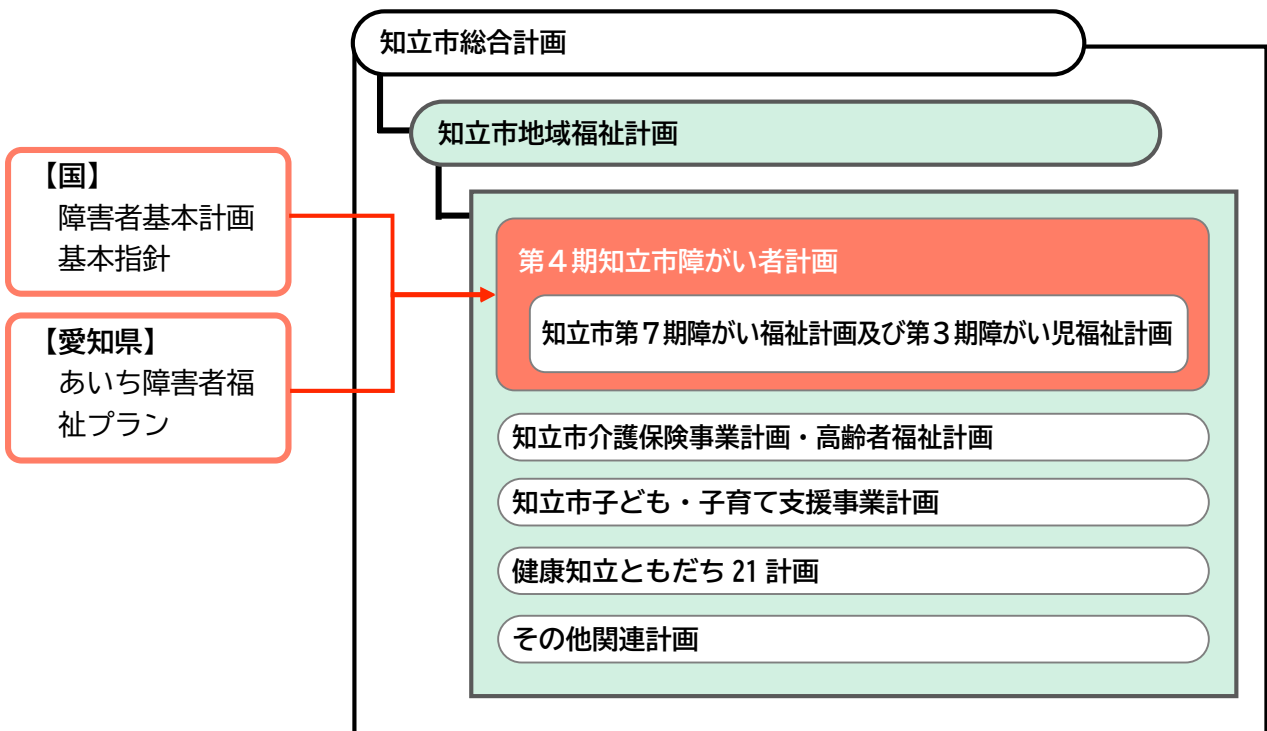 知立市総合計画
知立市地域福祉計画
【国】
障害者基本計画
基本指針
【愛知県】
あいち障害者福
祉プラン
第４期知立市障がい者計画
知立市第７期障がい福祉計画及び第３期障がい児福祉計画
知立市介護保険事業計画・高齢者福祉計画
知立市子ども・子育て支援事業計画
健康知立ともだち 21 計画
その他関連計画